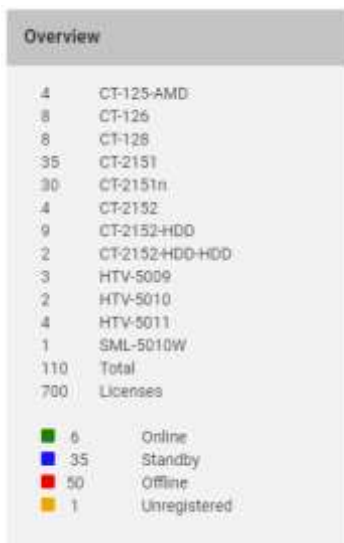 Overview
4 CT-125-AMD
8 CT-126
8 CT-128
35 CT-2151
30 CT-2151n
4 CT-2152
9 CT-2152-HDD
2 CT-2152-HDD-HDD
3 HTV-5009
2 HTV-5010
4 HTV-5011
1 SML-5010W
110 Total
700 Licenses
6 Online
35 Standby
50 Offline
1 Unregistered